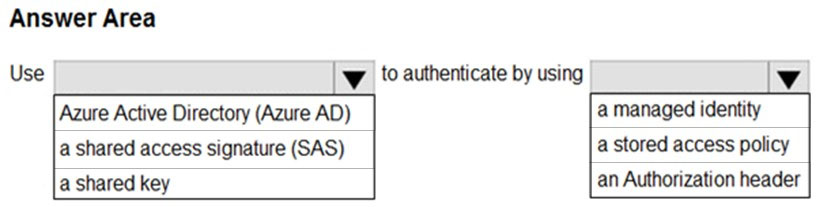 Answer Area
Use to authenticate by using
Azure Active Directory (Azure AD)
a shared access signature (SAS)
a shared key
a managed identity
a stored access policy
an Authorization header